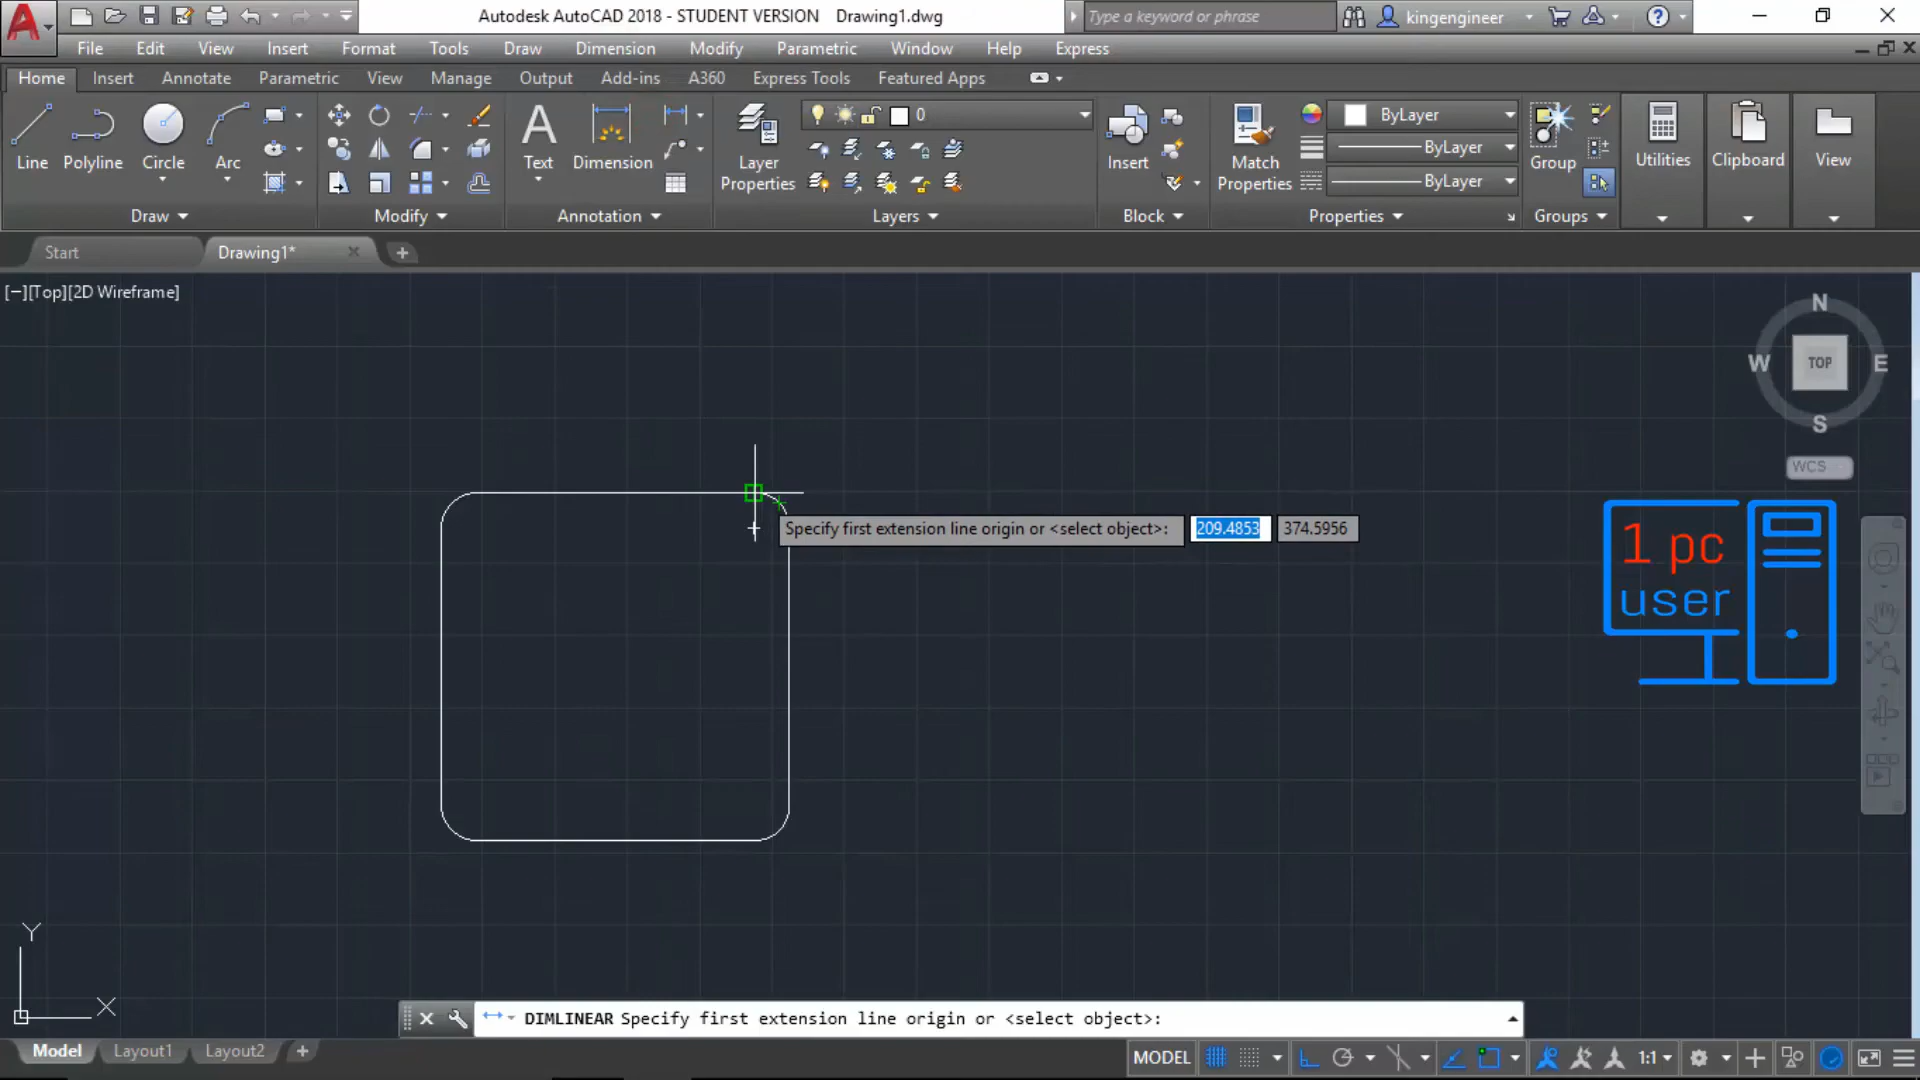 Autodesk AutoCAD 2018 - STUDENT VERSION Drawing1.dwg
Type a keyword or phrase
kingengineer
File Edit View Insert Format Tools Draw Dimension Modify Parametric Window Help Express
Home Insert Annotate Parametric View Manage Output Add-ins A360 Express Tools Featured Apps
0
ByLayer
ByLayer
ByLayer
Line Polyline Circle Arc Text Dimension Layer Properties Insert Match Properties Group Utilities Clipboard View
Draw Modify Annotation Layers Block Properties Groups
Start Drawing1*
[−][Top][2D Wireframe]
N
W TOP E
S
WCS
Specify first extension line origin or <select object>: 209.4853 374.5956
1 pc
user
Y
X
DIMLINEAR Specify first extension line origin or <select object>:
Model Layout1 Layout2
MODEL 1:1